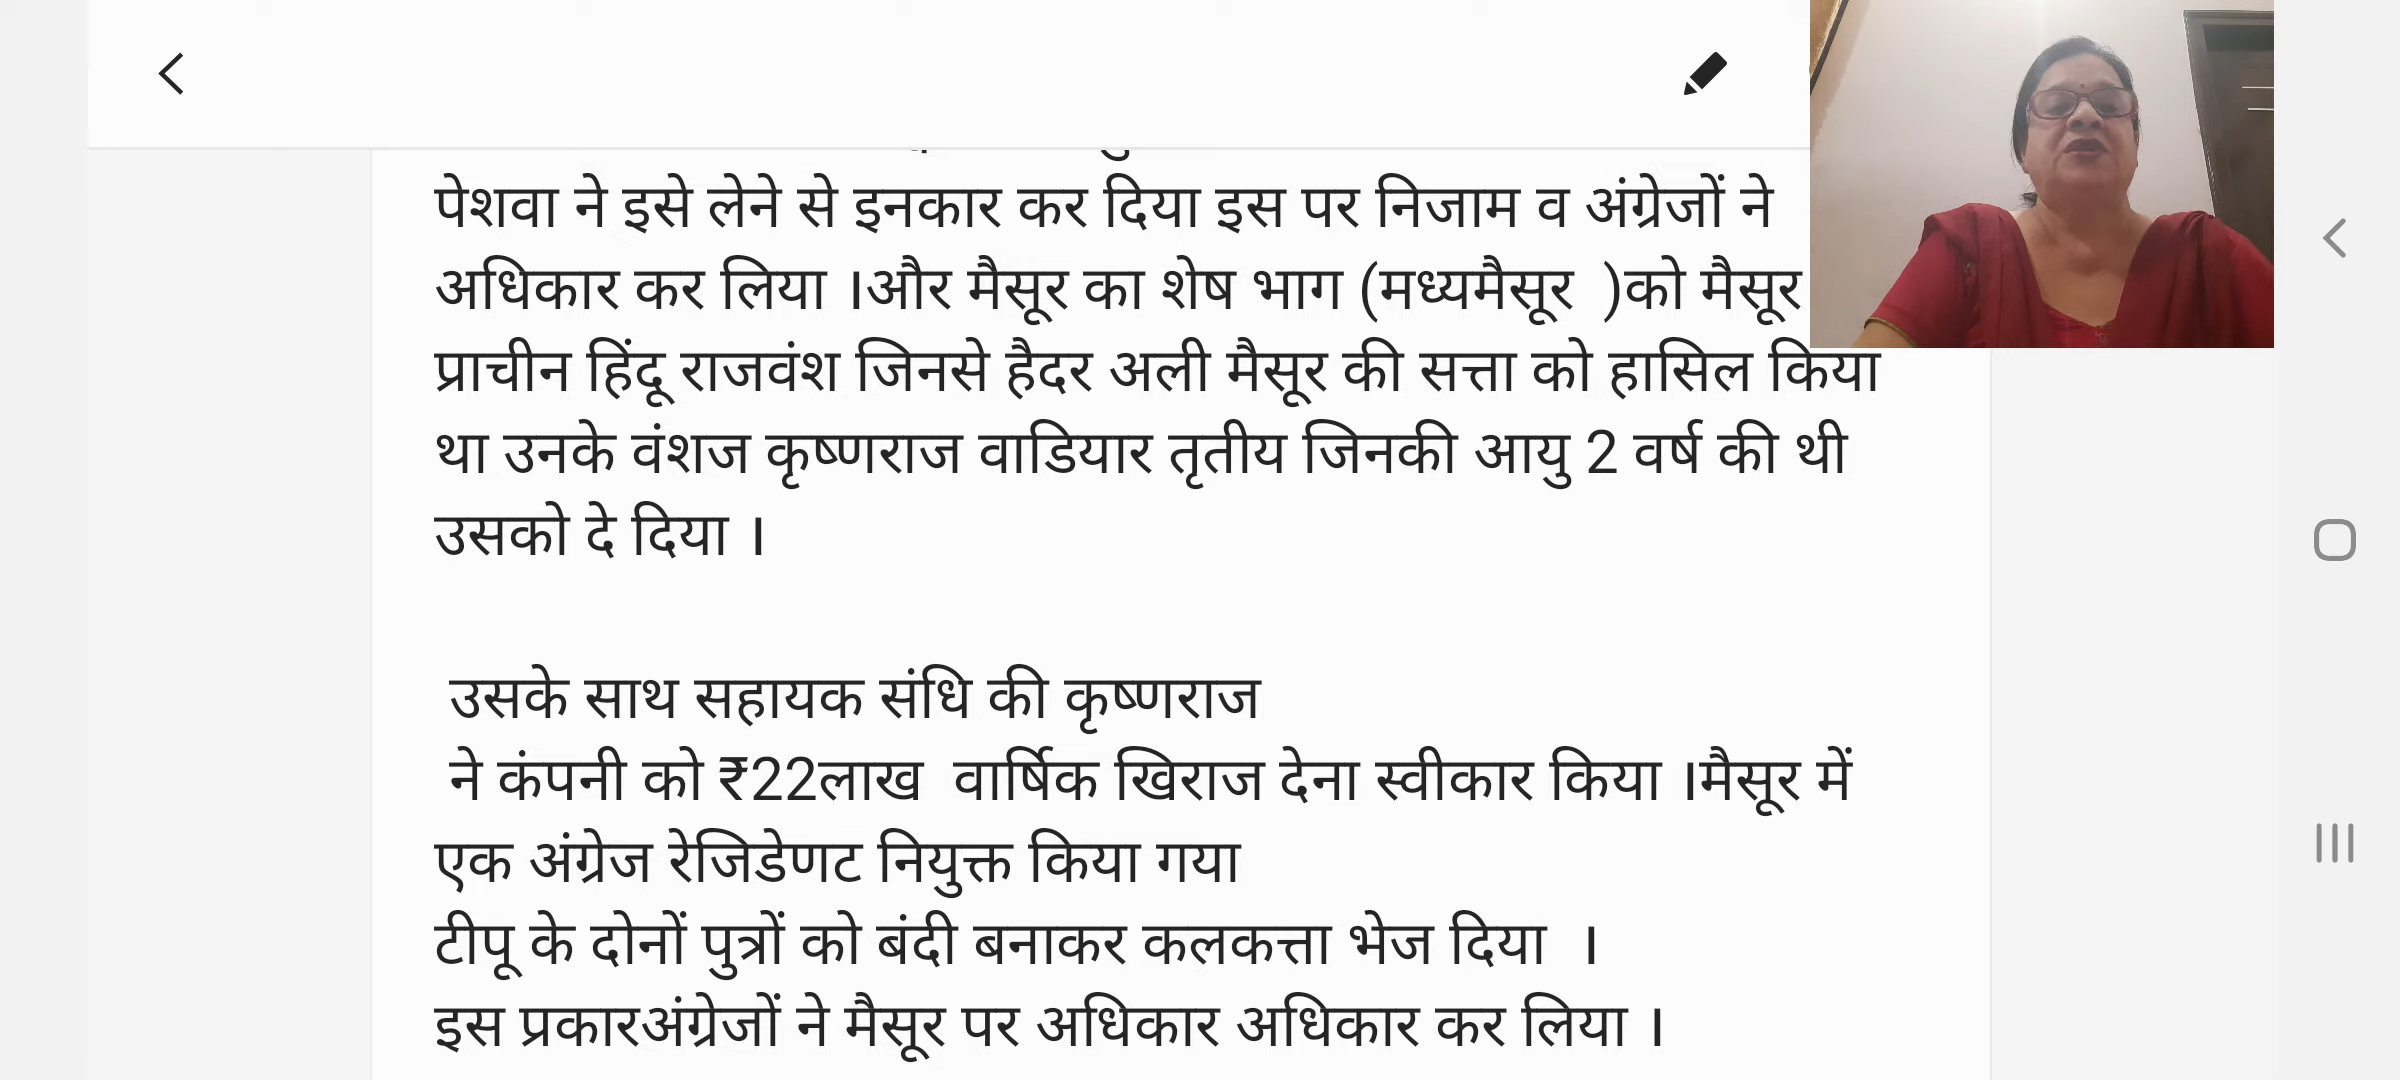 पेशवा ने इसे लेने से इनकार कर दिया इस पर निजाम व अंग्रेजों ने
अधिकार कर लिया ।और मैसूर का शेष भाग (मध्यमैसूर )को मैसूर
प्राचीन हिंदू राजवंश जिनसे हैदर अली मैसूर की सत्ता को हासिल किया
था उनके वंशज कृष्णराज वाडियार तृतीय जिनकी आयु 2 वर्ष की थी
उसको दे दिया ।
उसके साथ सहायक संधि की कृष्णराज
ने कंपनी को ₹22लाख वार्षिक खिराज देना स्वीकार किया ।मैसूर में
एक अंग्रेज रेजिडेणट नियुक्त किया गया
टीपू के दोनों पुत्रों को बंदी बनाकर कलकत्ता भेज दिया ।
इस प्रकारअंग्रेजों ने मैसूर पर अधिकार अधिकार कर लिया ।